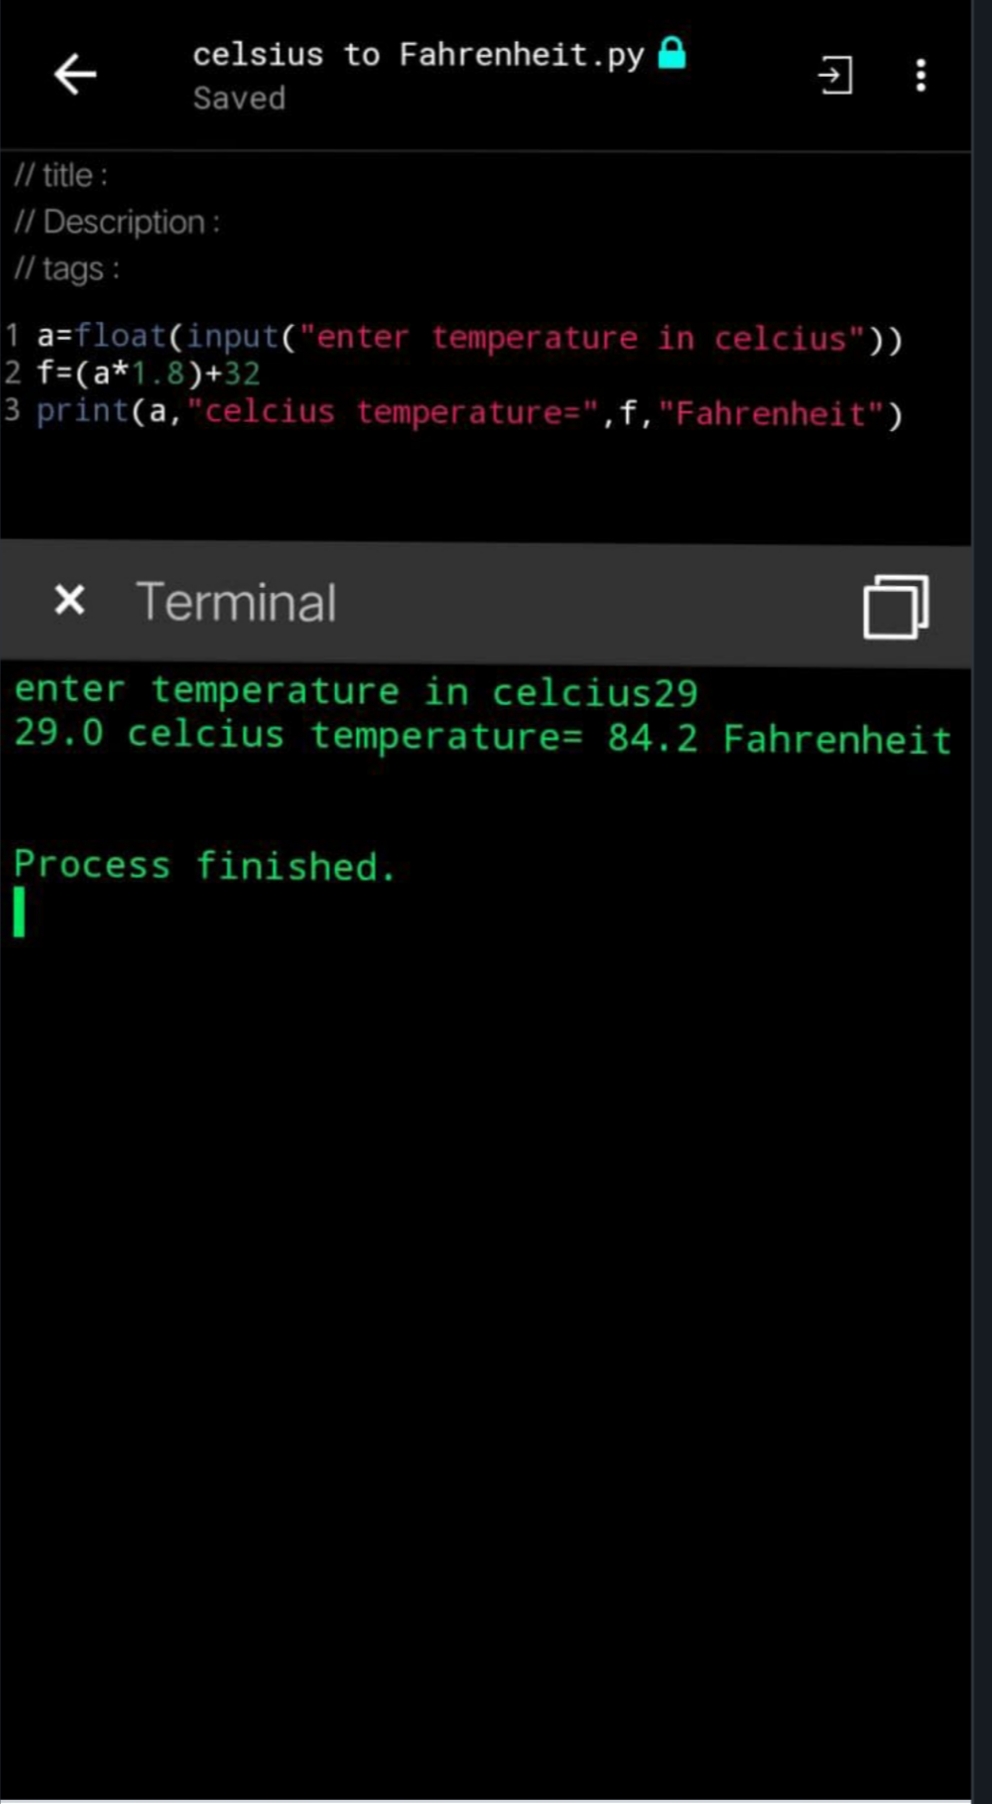 celsius to Fahrenheit.py
Saved
// title :
// Description :
// tags :
1 a=float(input("enter temperature in celcius"))
2 f=(a*1.8)+32
3 print(a,"celcius temperature=",f,"Fahrenheit")
Terminal
enter temperature in celcius29
29.0 celcius temperature= 84.2 Fahrenheit
Process finished.